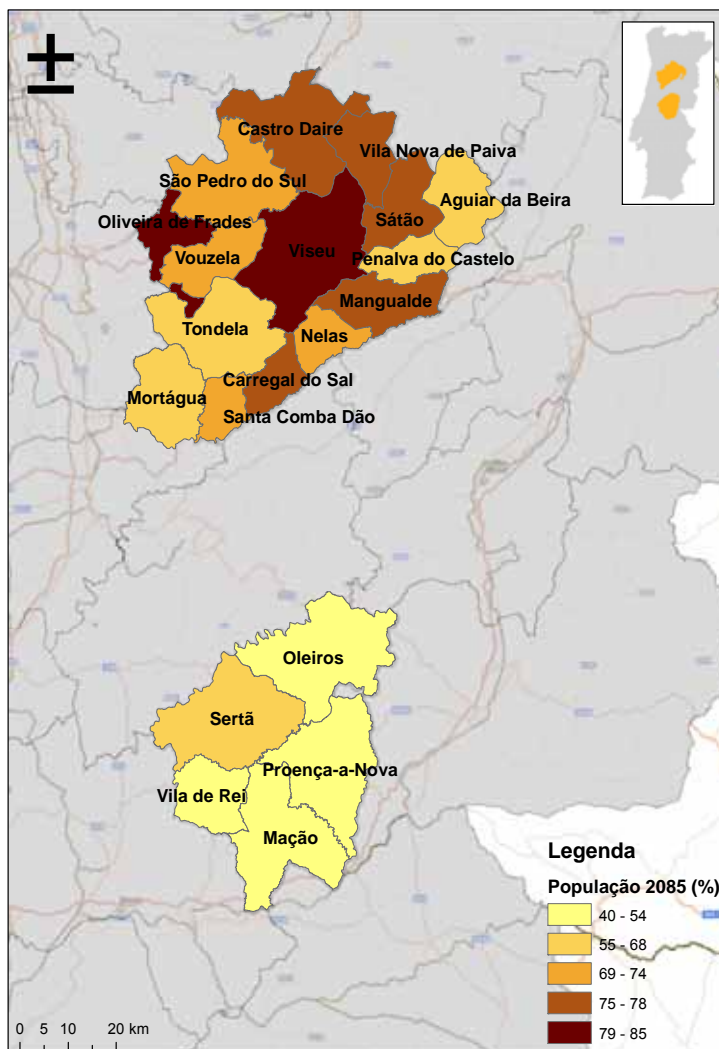 Castro Daire
Vila Nova de Paiva
São Pedro do Sul
Aguiar da Beira
Oliveira de Frades
Sátão
Viseu
Vouzela
Penalva do Castelo
Mangualde
Tondela
Nelas
Carregal do Sal
Mortágua
Santa Comba Dão
Oleiros
Sertã
Proença-a-Nova
Vila de Rei
Mação
Legenda
População 2085 (%)
40 - 54
55 - 68
69 - 74
75 - 78
79 - 85
0 5 10 20 km